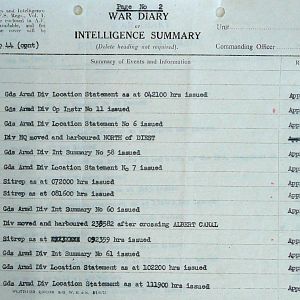 Page No 2
WAR DIARY
or
INTELLIGENCE SUMMARY
(Delete heading not required).
Unit
Commanding Officer
44 (cont)
Summary of Events and Information
Gds Armd Div Location Statement as at 042100 hrs issued
Gds Armd Div Op Instr No 11 issued
Gds Armd Div Location Statement No 6 issued
Div HQ moved and harboured NORTH of DIEST
Gds Armd Div Int Summary No 58 issued
Gds Armd Div Location Statement No 7 issued
Sitrep as at 072000 hrs issued
Sitrep as at 081600 hrs issued
Gds Armd Div Int Summary No 60 issued
Div moved and harboured 238582 after crossing ALBERT CANAL
Sitrep as at 092359 hrs issued
Gds Armd Div Int Summary No 61 issued
Gds Armd Div Location Statement as at 102200 hrs issued
Gds Armd Div Location Statement as at 111900 hrs issued